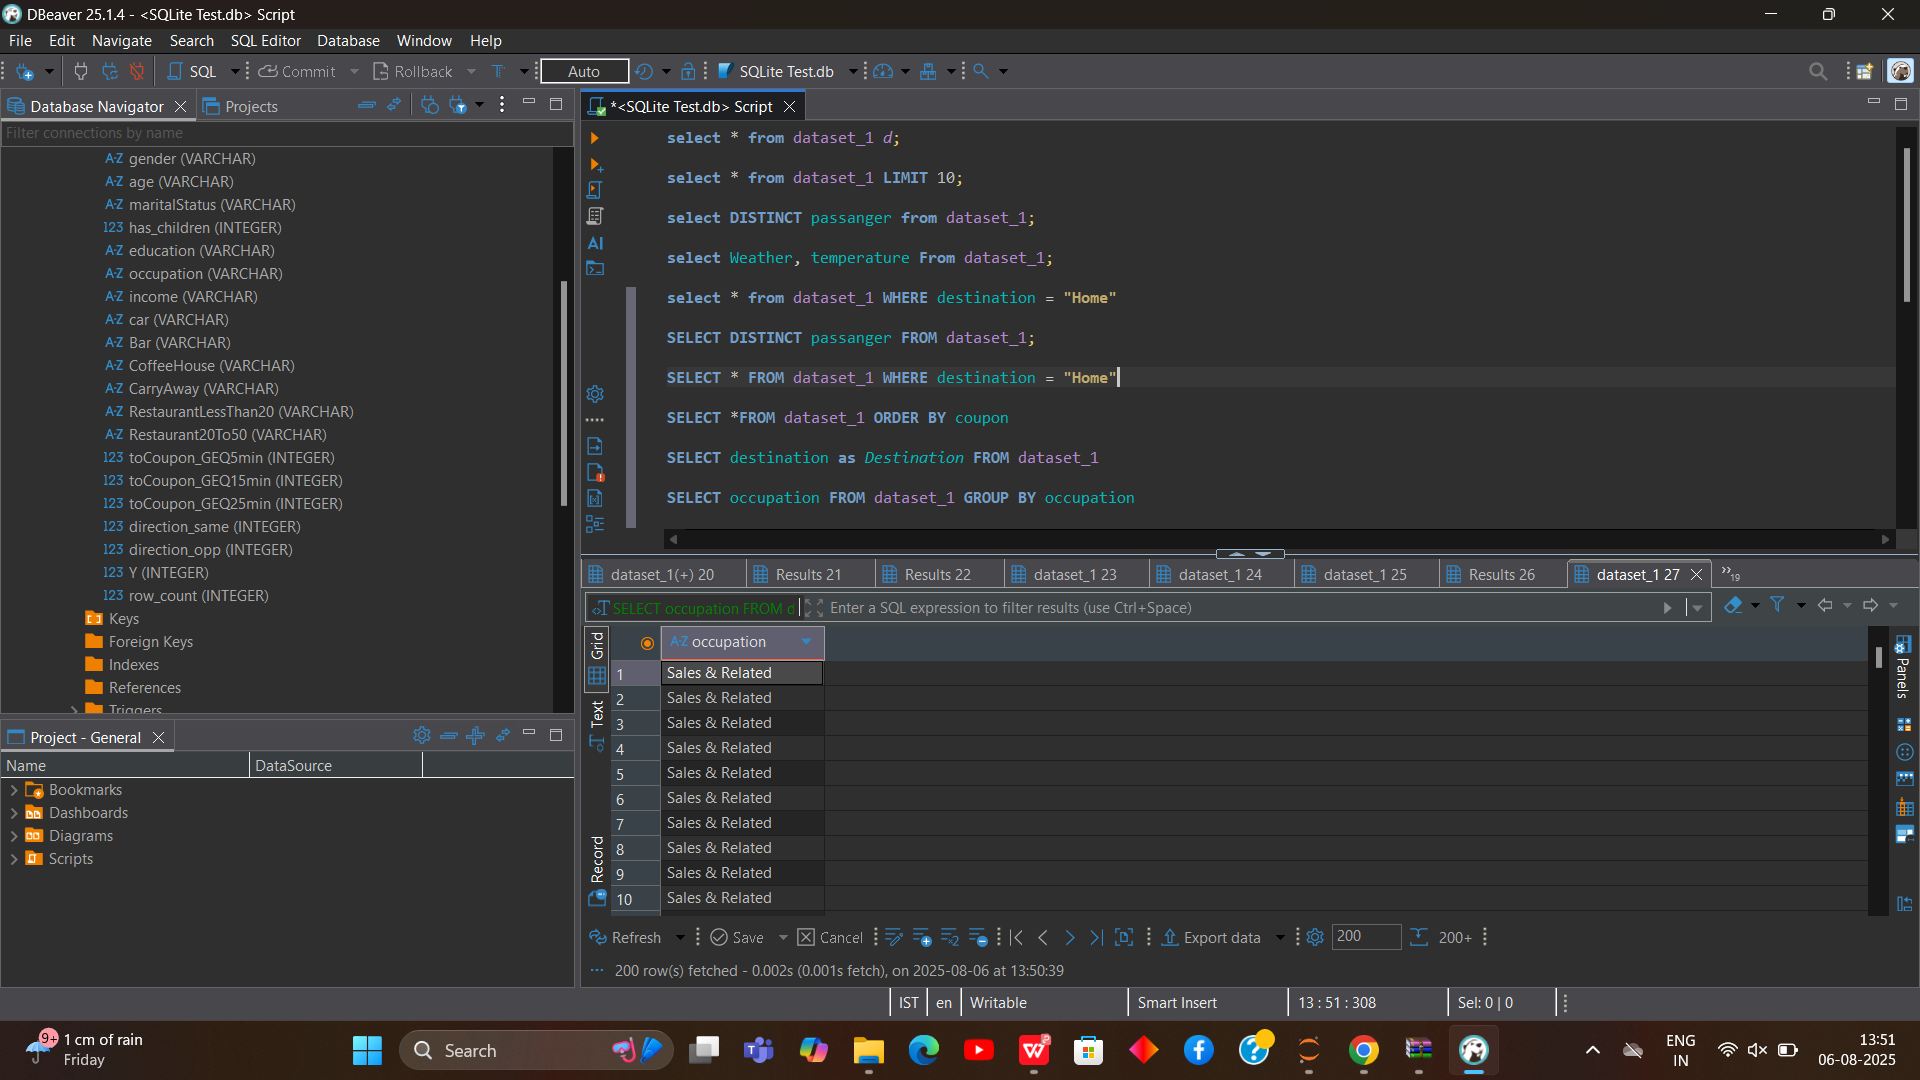 DBeaver 25.1.4 - <SQLite Test.db> Script
File Edit Navigate Search SQL Editor Database Window Help
SQL Commit Rollback Auto SQLite Test.db
Database Navigator Projects
Filter connections by name
A-Z gender (VARCHAR)
A-Z age (VARCHAR)
A-Z maritalStatus (VARCHAR)
123 has_children (INTEGER)
A-Z education (VARCHAR)
A-Z occupation (VARCHAR)
A-Z income (VARCHAR)
A-Z car (VARCHAR)
A-Z Bar (VARCHAR)
A-Z CoffeeHouse (VARCHAR)
A-Z CarryAway (VARCHAR)
A-Z RestaurantLessThan20 (VARCHAR)
A-Z Restaurant20To50 (VARCHAR)
123 toCoupon_GEQ5min (INTEGER)
123 toCoupon_GEQ15min (INTEGER)
123 toCoupon_GEQ25min (INTEGER)
123 direction_same (INTEGER)
123 direction_opp (INTEGER)
123 Y (INTEGER)
123 row_count (INTEGER)
Keys
Foreign Keys
Indexes
References
Triggers
Project - General
Name DataSource
Bookmarks
Dashboards
Diagrams
Scripts
*<SQLite Test.db> Script
AI
select * from dataset_1 d;
select * from dataset_1 LIMIT 10;
select DISTINCT passanger from dataset_1;
select Weather, temperature From dataset_1;
select * from dataset_1 WHERE destination = "Home"
SELECT DISTINCT passanger FROM dataset_1;
SELECT * FROM dataset_1 WHERE destination = "Home"
SELECT *FROM dataset_1 ORDER BY coupon
SELECT destination as Destination FROM dataset_1
SELECT occupation FROM dataset_1 GROUP BY occupation
dataset_1(+) 20 Results 21 Results 22 dataset_1 23 dataset_1 24 dataset_1 25 Results 26 dataset_1 27 »19
SELECT occupation FROM d Enter a SQL expression to filter results (use Ctrl+Space)
Grid
Text
Record
A-Z occupation
1 Sales & Related
2 Sales & Related
3 Sales & Related
4 Sales & Related
5 Sales & Related
6 Sales & Related
7 Sales & Related
8 Sales & Related
9 Sales & Related
10 Sales & Related
Panels
Refresh Save Cancel Export data 200 200+
200 row(s) fetched - 0.002s (0.001s fetch), on 2025-08-06 at 13:50:39
IST en Writable Smart Insert 13 : 51 : 308 Sel: 0 | 0
9+ 1 cm of rain
Friday
Search
ENG
IN
13:51
06-08-2025